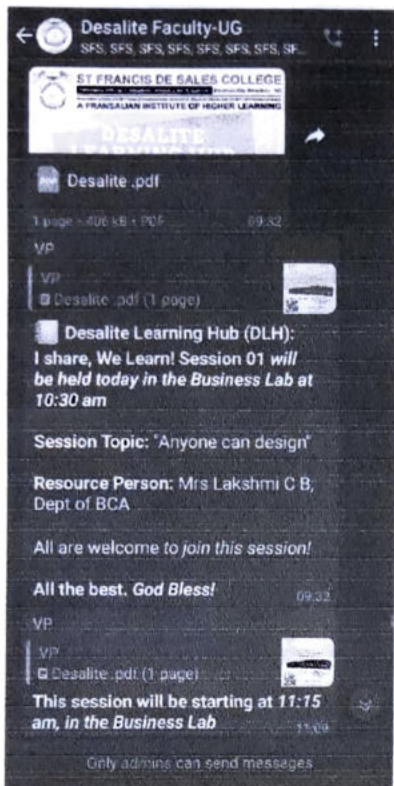 Desalite Faculty-UG
SFS, SFS, SFS, SFS, SFS, SFS, SFS, SF...
ST FRANCIS DE SALES COLLEGE
A FRANSALIAN INSTITUTE OF HIGHER LEARNING
DESALITE
LEARNING HUB
Desalite .pdf
1 page • 406 kB • PDF 09:32
VP
VP
Desalite .pdf (1 page)
Desalite Learning Hub (DLH):
I share, We Learn! Session 01 will
be held today in the Business Lab at
10:30 am
Session Topic: "Anyone can design"
Resource Person: Mrs Lakshmi C B,
Dept of BCA
All are welcome to join this session!
All the best. God Bless!
09:32
VP
VP
Desalite .pdf (1 page)
This session will be starting at 11:15
am, in the Business Lab
11:09
Only admins can send messages